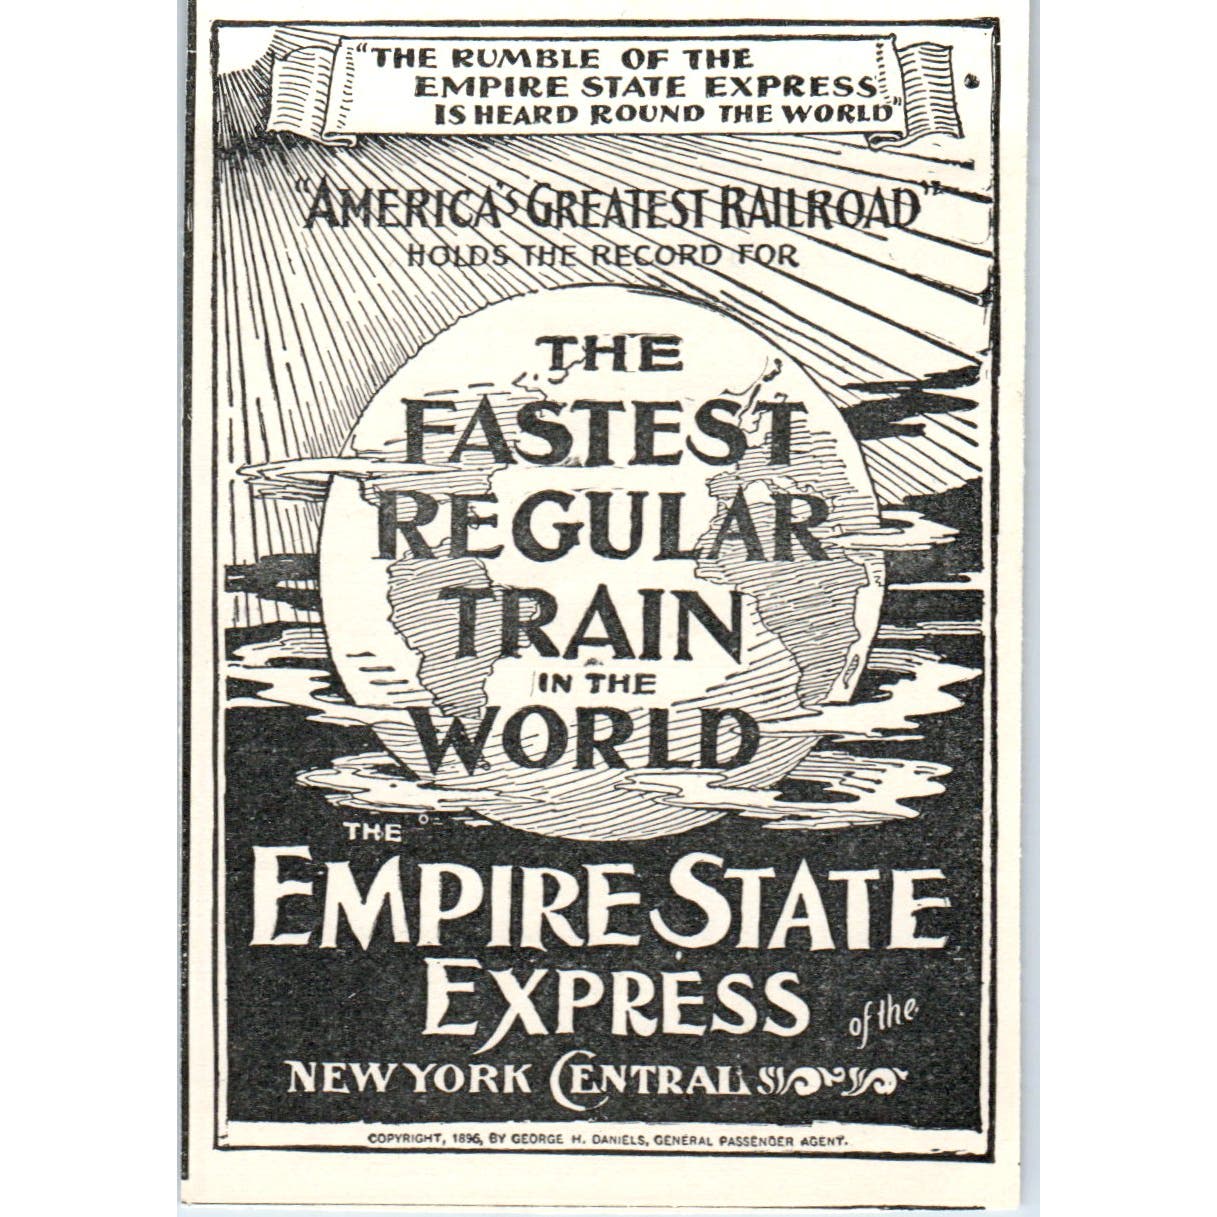 "THE RUMBLE OF THE
EMPIRE STATE EXPRESS
IS HEARD ROUND THE WORLD"
"AMERICA'S GREATEST RAILROAD"
HOLDS THE RECORD FOR
THE
FASTEST
REGULAR
TRAIN
IN THE
WORLD
THE
EMPIRE STATE
EXPRESS of the
NEW YORK CENTRAL
COPYRIGHT, 1896, BY GEORGE H. DANIELS, GENERAL PASSENGER AGENT.